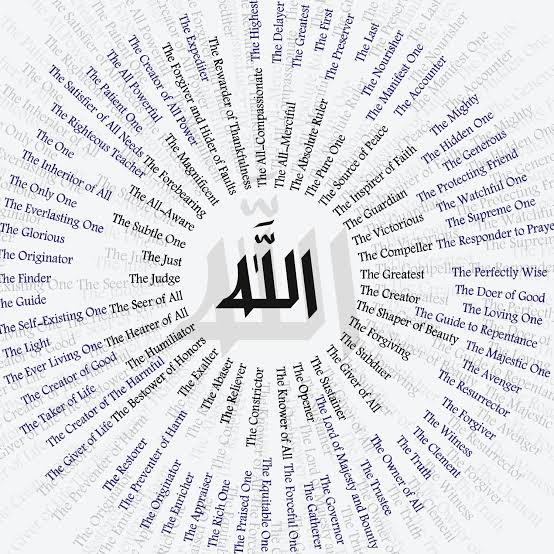 الله
The All-Compassionate
The All-Merciful
The Absolute Ruler
The Pure One
The Source of Peace
The Inspirer of Faith
The Guardian
The Victorious
The Compeller
The Greatest
The Creator
The Shaper of Beauty
The Forgiving
The Subduer
The Giver of All
The Sustainer
The Opener
The Knower of All
The Constrictor
The Reliever
The Abaser
The Exalter
The Bestower of Honors
The Humiliator
The Hearer of All
The Seer of All
The Judge
The Just
The Subtle One
The All-Aware
The Forebearing
The Magnificent
The Forgiver and Hider of Faults
The Rewarder of Thankfulness
The Highest
The Delayer
The Greatest
The First
The Preserver
The Last
The Nourisher
The Manifest One
The Accounter
The Mighty
The Hidden One
The Generous
The Protecting Friend
The Watchful One
The Supreme One
The Responder to Praye
The Perfectly Wise
The Doer of Good
The Loving One
The Guide to Repentance
The Majestic One
The Avenger
The Resurrector
The Forgiver
The Witness
The Clement
The Truth
The Owner of All
The Trustee
The Lord of Majesty and Bounty
The Governor
The Gatherer
The Forceful One
The Equitable One
The Praised One
The Rich One
The Appraiser
The Enricher
The Originator
The Preventer of Harm
The Restorer
The Creator of The Harmful
The Giver of Life
The Taker of Life
The Creator of Good
The Ever Living One
The Light
The Self-Existing One
The Guide
The Finder
The Originator
The Glorious
The Everlasting One
The Only One
The Inheritor of All
The One
The Righteous Teacher
The Satisfier of All Needs
The Patient One
The All Powerful
The Creator of All Power
The Expediter